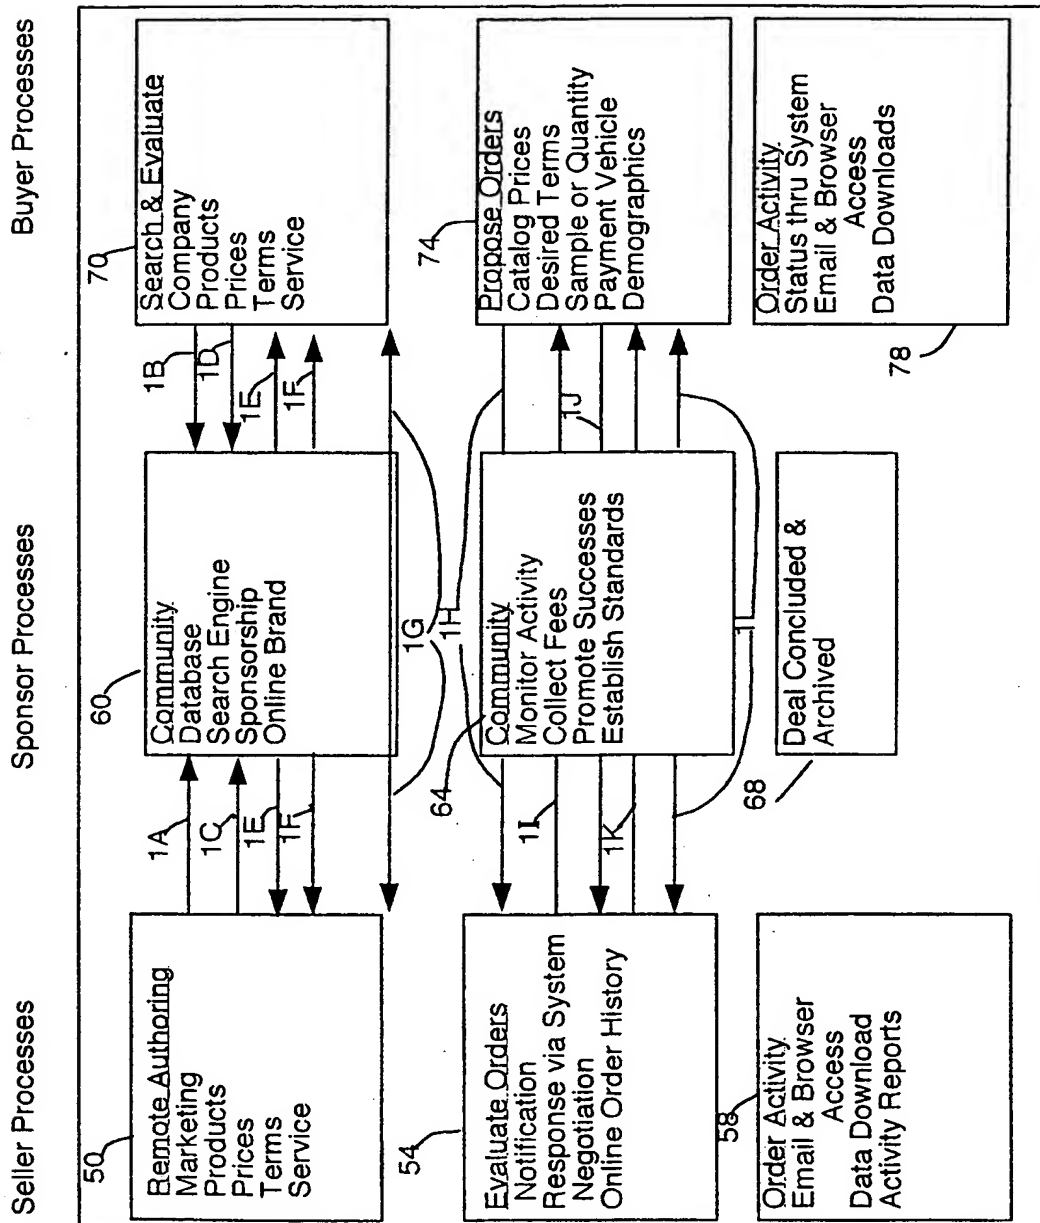 Seller Processes
Sponsor Processes
Buyer Processes
50
Remote Authoring
Marketing
Products
Prices
Terms
Service
1A
1C
1E
1F
60
Community
Database
Search Engine
Sponsorship
Online Brand
1B
1D
1E
1F
70
Search & Evaluate
Company
Products
Prices
Terms
Service
1G
1H
54
Evaluate Orders
Notification
Response via System
Negotiation
Online Order History
1I
1K
64
Community
Monitor Activity
Collect Fees
Promote Successes
Establish Standards
1J
1L
74
Propose Orders
Catalog Prices
Desired Terms
Sample or Quantity
Payment Vehicle
Demographics
58
Order Activity
Email & Browser
Access
Data Download
Activity Reports
68
Deal Concluded &
Archived
78
Order Activity
Status thru System
Email & Browser
Access
Data Downloads